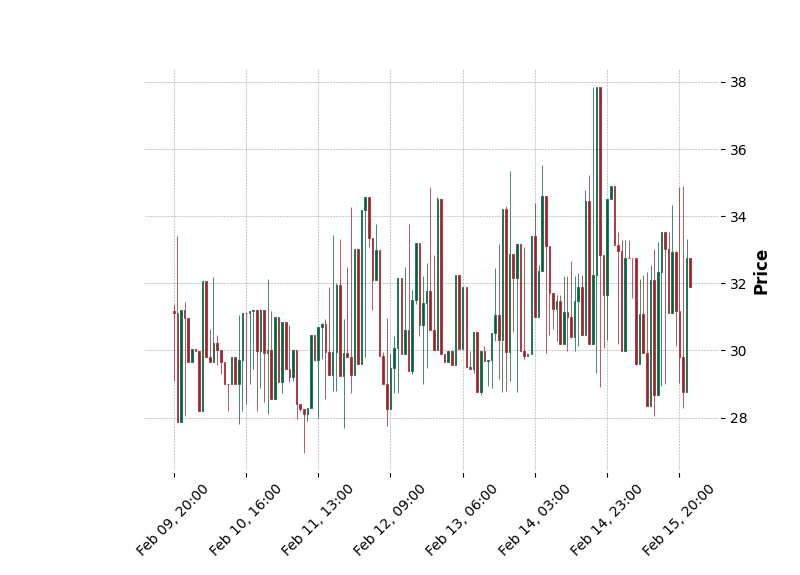 38
36
34
32
30
28
Price
Feb 09, 20:00
Feb 10, 16:00
Feb 11, 13:00
Feb 12, 09:00
Feb 13, 06:00
Feb 14, 03:00
Feb 14, 23:00
Feb 15, 20:00